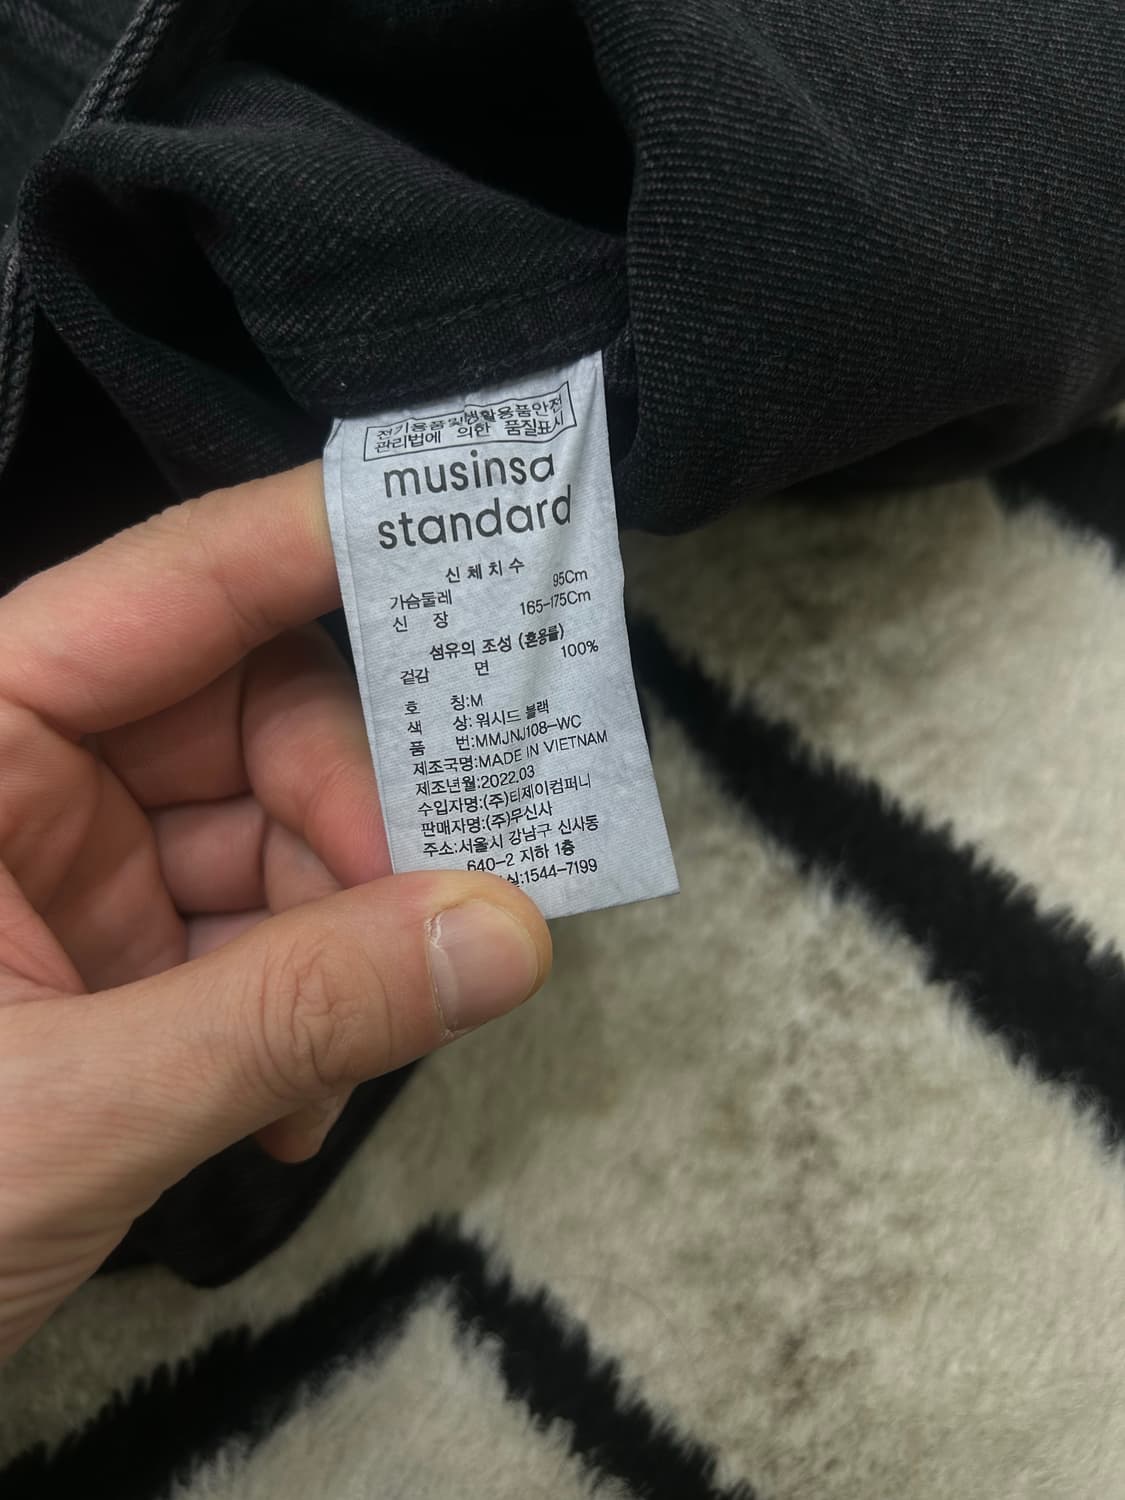 전기용품및생활용품안전
관리법에 의한 품질표시
musinsa
standard
신체치수
가슴둘레 95Cm
신 장 165-175Cm
섬유의 조성 (혼용률)
겉감 면 100%
호 칭:M
색 상:워시드 블랙
품 번:MMJNJ108-WC
제조국명:MADE IN VIETNAM
제조년월:2022.03
수입자명:(주)티제이컴퍼니
판매자명:(주)무신사
주소:서울시 강남구 신사동
640-2 지하 1층
실:1544-7199